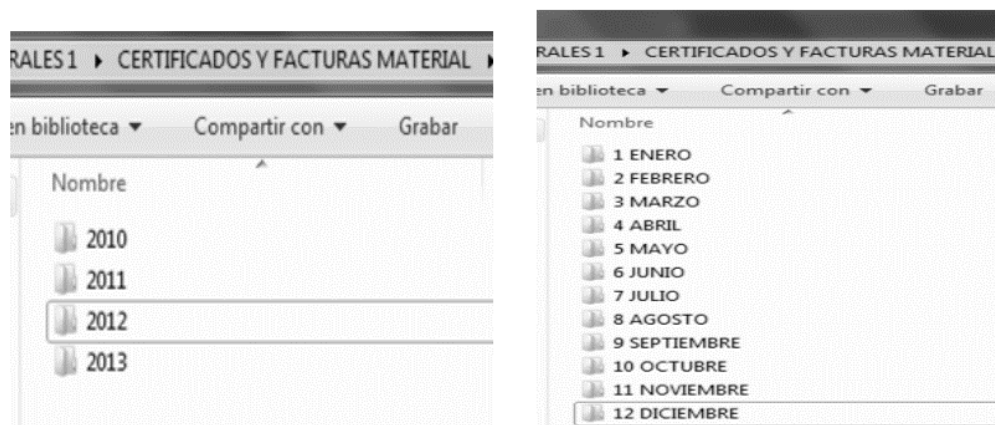 RALES 1 ▸ CERTIFICADOS Y FACTURAS MATERIAL ▸
en biblioteca ▾ Compartir con ▾ Grabar
Nombre
2010
2011
2012
2013
RALES 1 ▸ CERTIFICADOS Y FACTURAS MATERIAL
en biblioteca ▾ Compartir con ▾ Grabar
Nombre
1 ENERO
2 FEBRERO
3 MARZO
4 ABRIL
5 MAYO
6 JUNIO
7 JULIO
8 AGOSTO
9 SEPTIEMBRE
10 OCTUBRE
11 NOVIEMBRE
12 DICIEMBRE